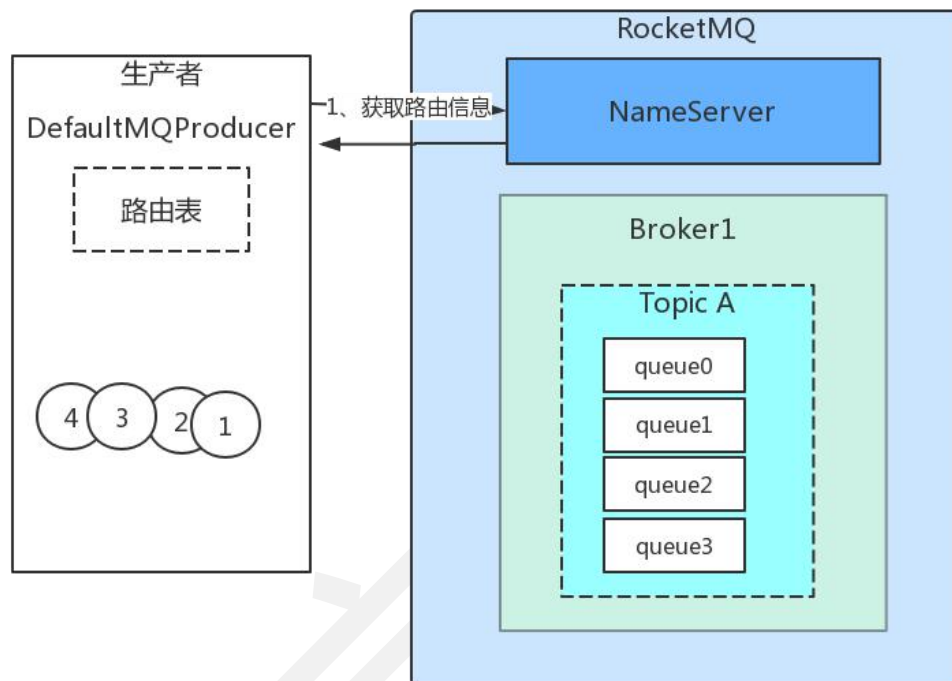 生产者
DefaultMQProducer
路由表
4 3 2 1
1、获取路由信息
RocketMQ
NameServer
Broker1
Topic A
queue0
queue1
queue2
queue3